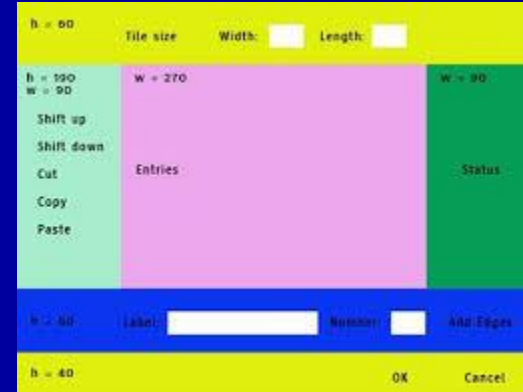 h = 60
Tile size Width: Length:
h = 190
w = 90
w = 270
w = 90
Shift up
Shift down
Cut
Copy
Paste
Entries
Status
h = 60 Label: Number: Add Edges
h = 40 OK Cancel